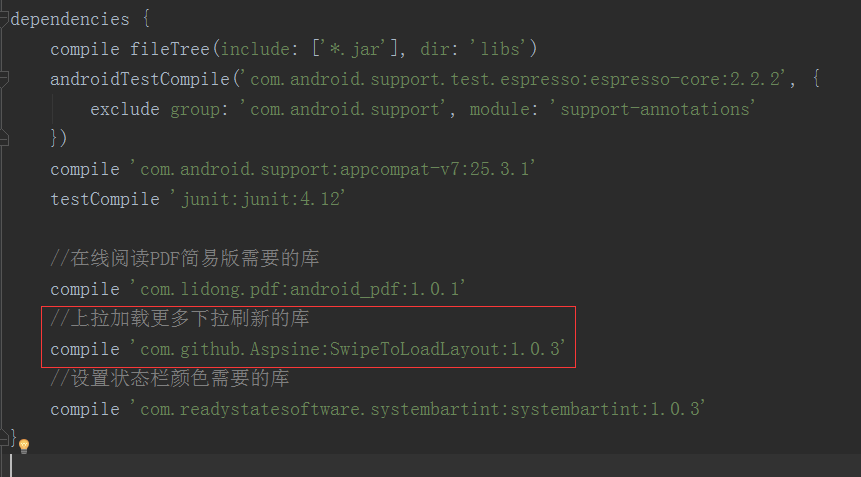 dependencies {
    compile fileTree(include: ['*.jar'], dir: 'libs')
    androidTestCompile('com.android.support.test.espresso:espresso-core:2.2.2', {
        exclude group: 'com.android.support', module: 'support-annotations'
    })
    compile 'com.android.support:appcompat-v7:25.3.1'
    testCompile 'junit:junit:4.12'

    //在线阅读PDF简易版需要的库
    compile 'com.lidong.pdf:android_pdf:1.0.1'
    //上拉加载更多下拉刷新的库
    compile 'com.github.Aspsine:SwipeToLoadLayout:1.0.3'
    //设置状态栏颜色需要的库
    compile 'com.readystatesoftware.systembartint:systembartint:1.0.3'
}